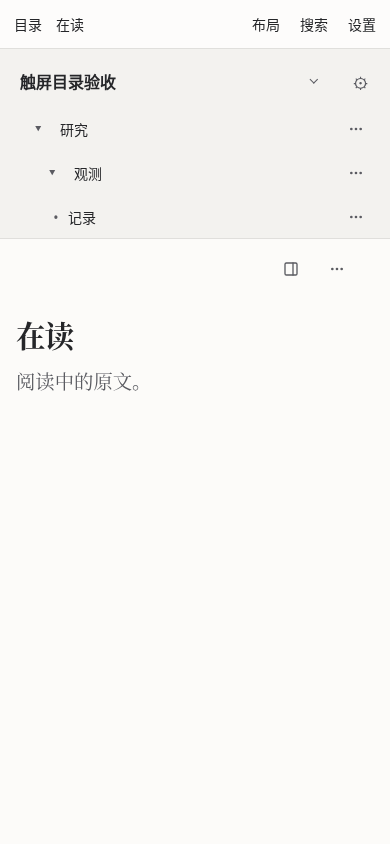 目录 在读 布局 搜索 设置
触屏目录验收
研究
观测
记录
在读
阅读中的原文。